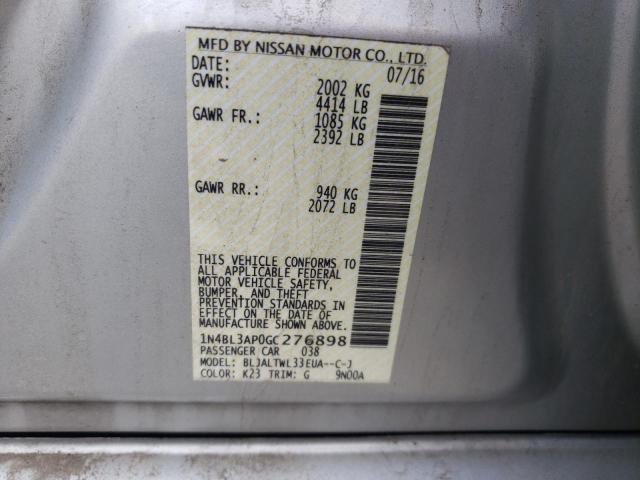 MFD BY NISSAN MOTOR CO., LTD.
DATE: 07/16
GVWR: 2002 KG
4414 LB
GAWR FR.: 1085 KG
2392 LB
GAWR RR.: 940 KG
2072 LB
THIS VEHICLE CONFORMS TO
ALL APPLICABLE FEDERAL
MOTOR VEHICLE SAFETY,
BUMPER, AND THEFT
PREVENTION STANDARDS IN
EFFECT ON THE DATE OF
MANUFACTURE SHOWN ABOVE.
1N4BL3AP0GC276898
PASSENGER CAR 038
MODEL: BLJALTWL33EUA--C-J
COLOR: K23 TRIM: G 9N00A